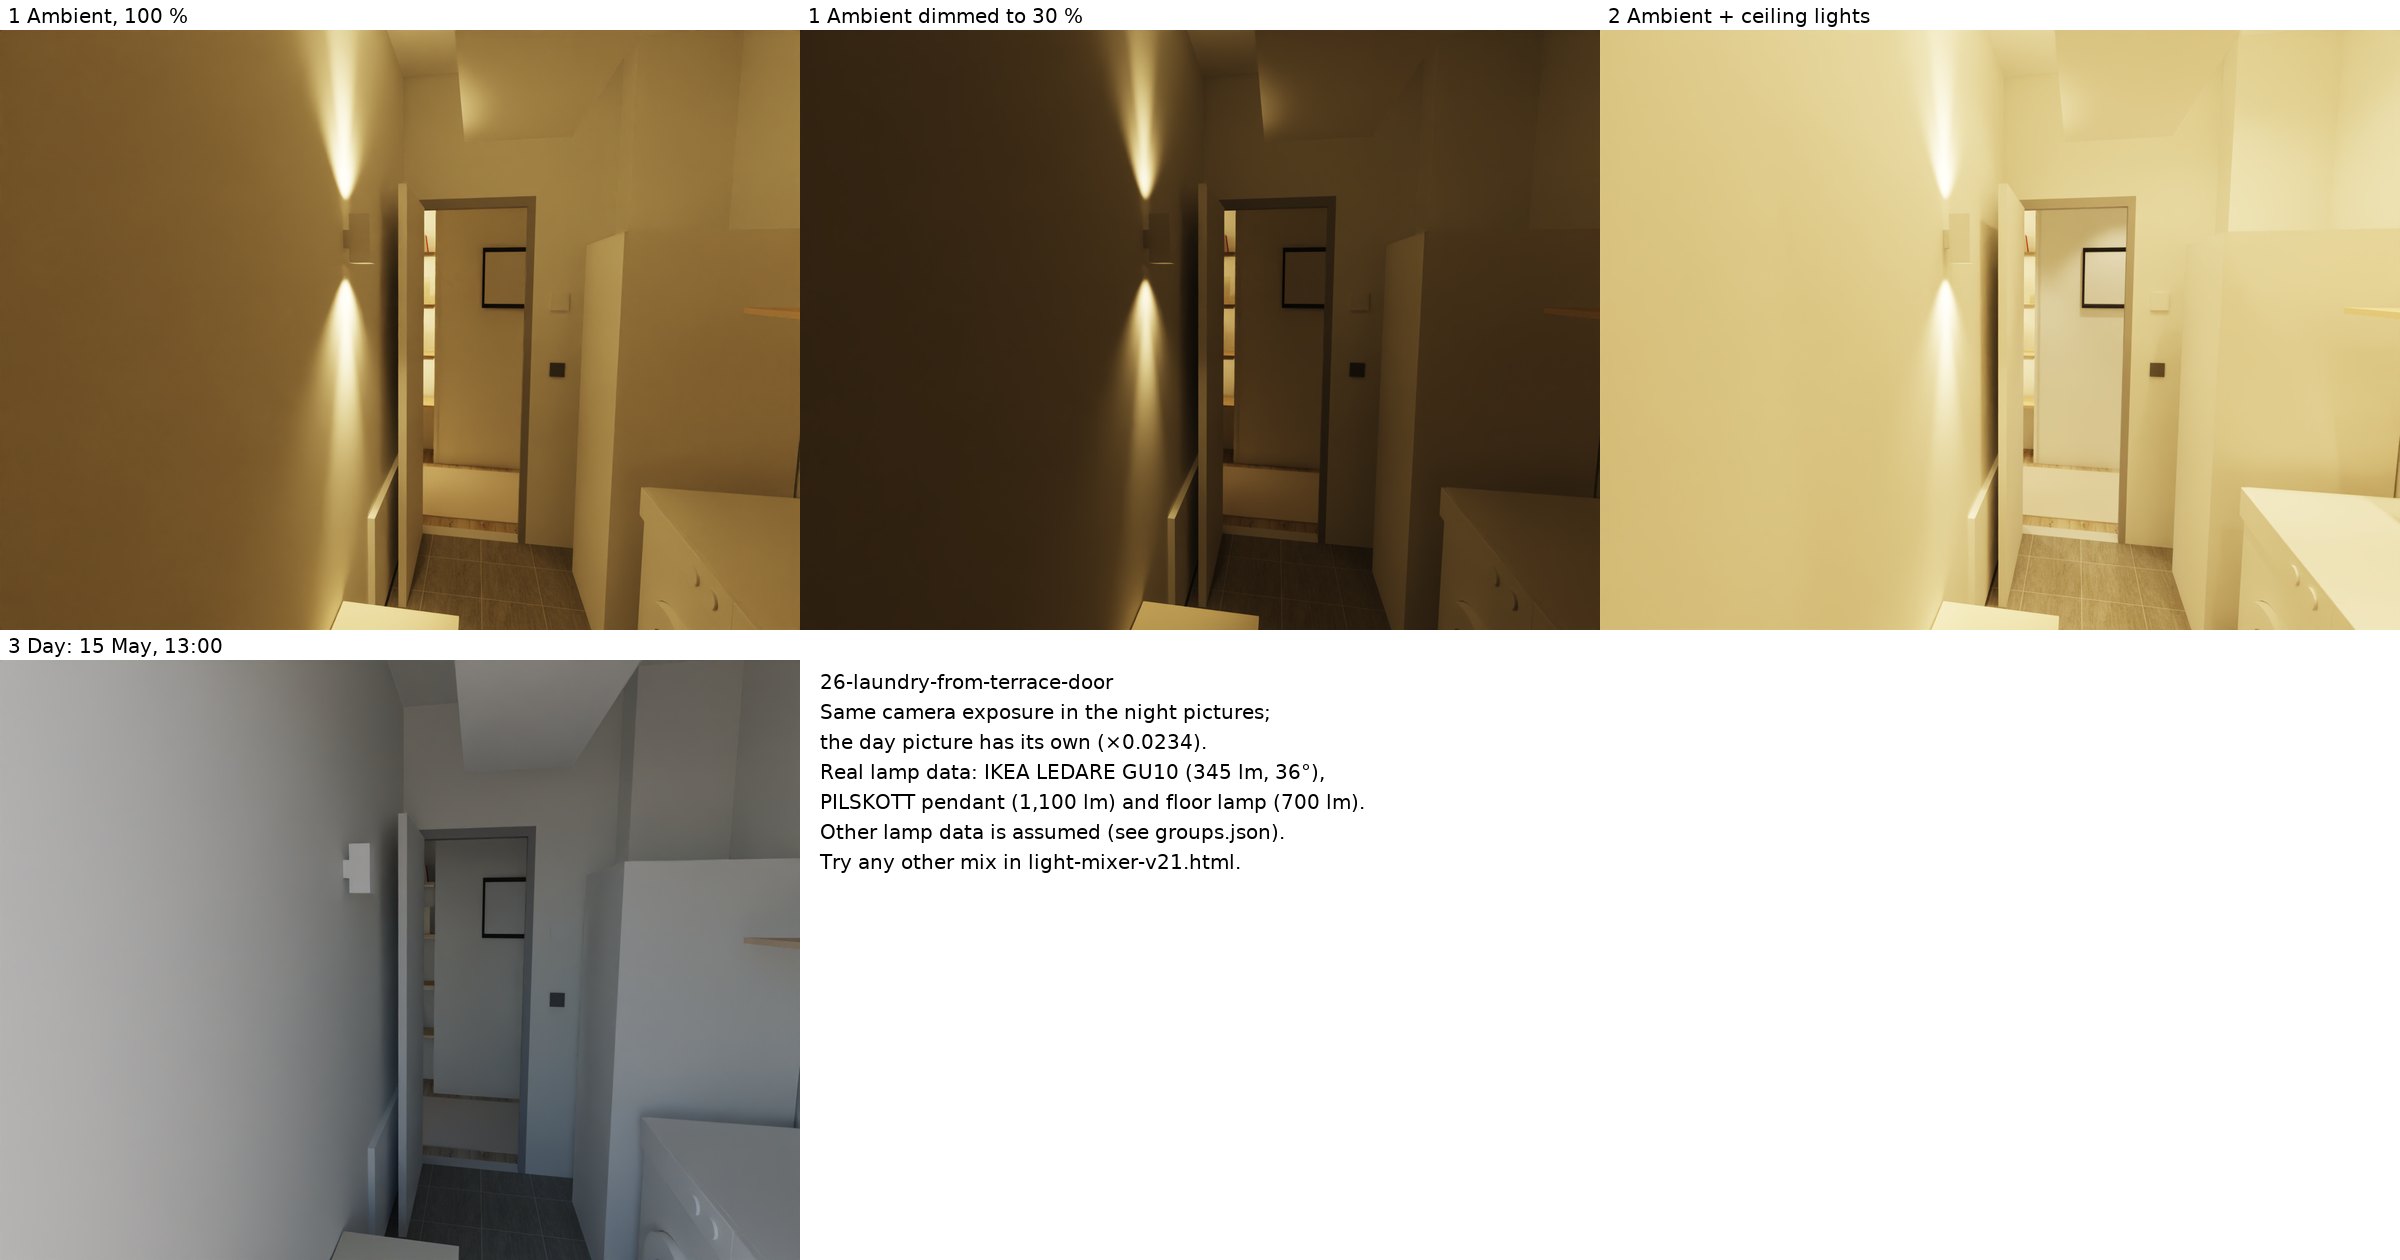 1 Ambient, 100 %
1 Ambient dimmed to 30 %
2 Ambient + ceiling lights
3 Day: 15 May, 13:00
26-laundry-from-terrace-door
Same camera exposure in the night pictures;
the day picture has its own (×0.0234).
Real lamp data: IKEA LEDARE GU10 (345 lm, 36°),
PILSKOTT pendant (1,100 lm) and floor lamp (700 lm).
Other lamp data is assumed (see groups.json).
Try any other mix in light-mixer-v21.html.